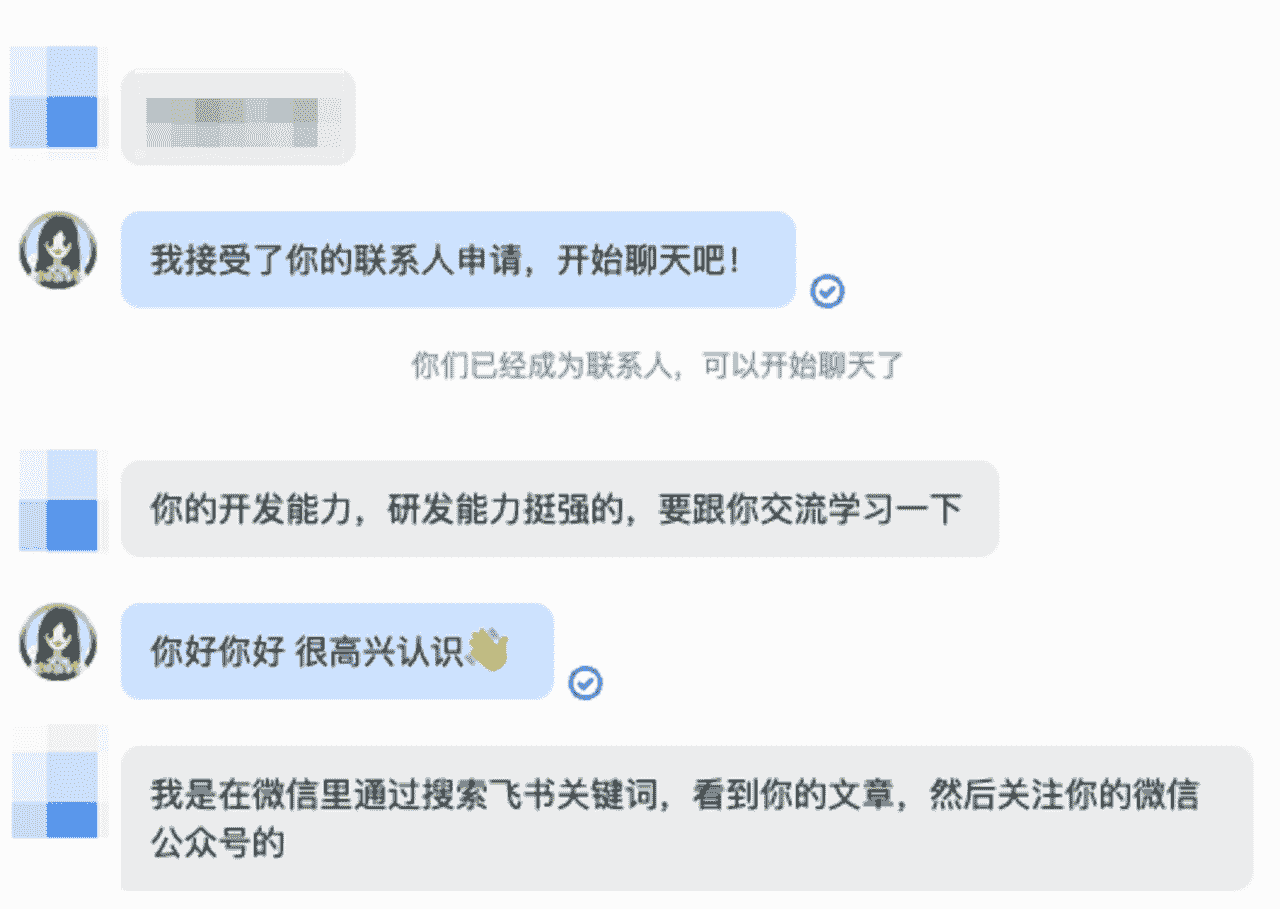 我接受了你的联系人申请，开始聊天吧！
你们已经成为联系人，可以开始聊天了
你的开发能力，研发能力挺强的，要跟你交流学习一下
你好你好 很高兴认识👋
我是在微信里通过搜索飞书关键词，看到你的文章，然后关注你的微信
公众号的